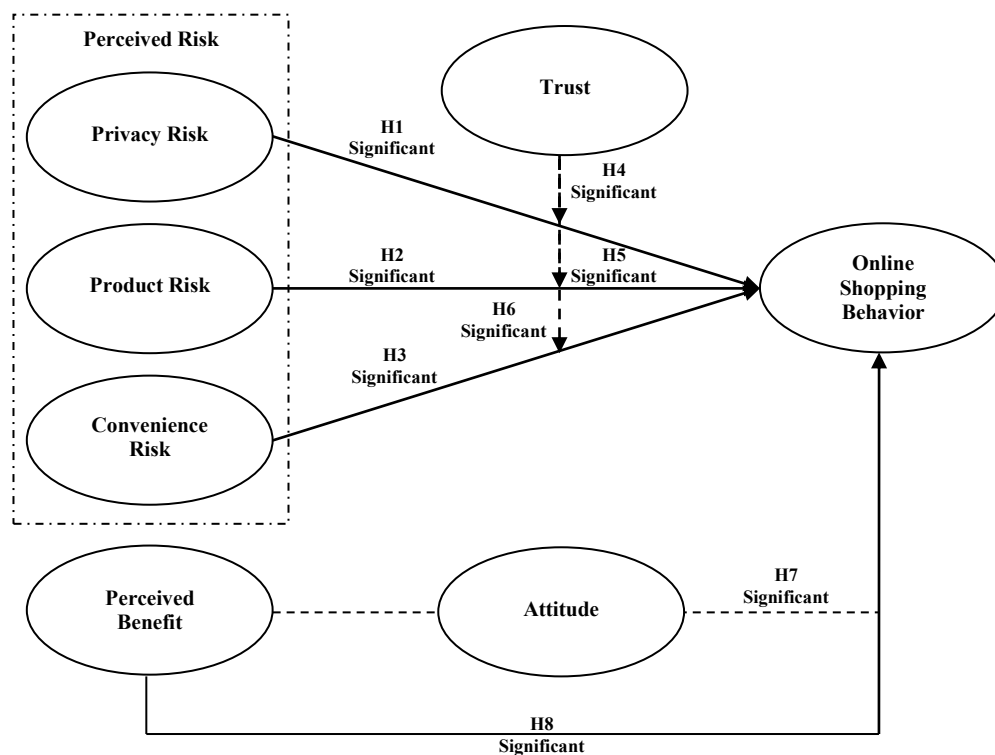 Perceived Risk
Privacy Risk
Trust
H1
Significant
H4
Significant
Product Risk
H2
Significant
H5
Significant
Online
Shopping
Behavior
H6
Significant
H3
Significant
Convenience
Risk
Perceived
Benefit
Attitude
H7
Significant
H8
Significant